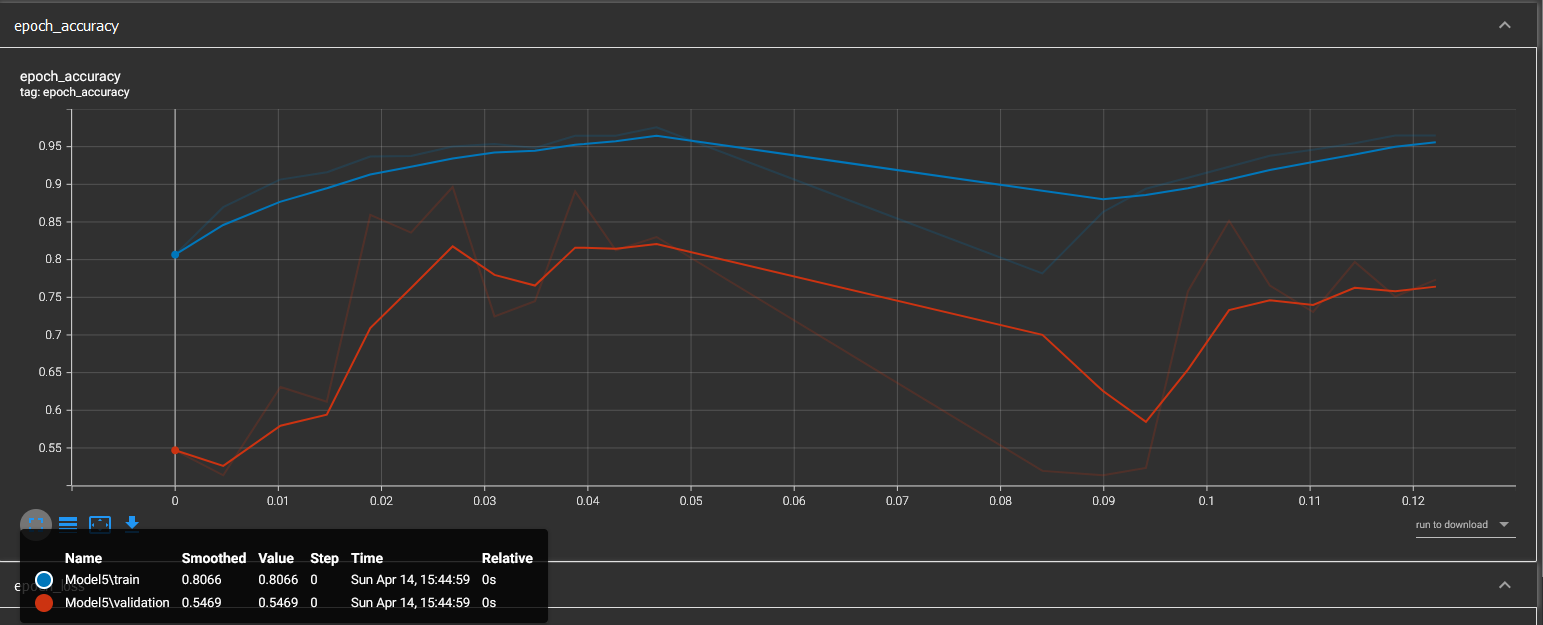 epoch_accuracy
epoch_accuracy
tag: epoch_accuracy
0.95
0.9
0.85
0.8
0.75
0.7
0.65
0.6
0.55
0 0.01 0.02 0.03 0.04 0.05 0.06 0.07 0.08 0.09 0.1 0.11 0.12
run to download
Name Smoothed Value Step Time Relative
Model5\train 0.8066 0.8066 0 Sun Apr 14, 15:44:59 0s
epoch_loss
Model5\validation 0.5469 0.5469 0 Sun Apr 14, 15:44:59 0s